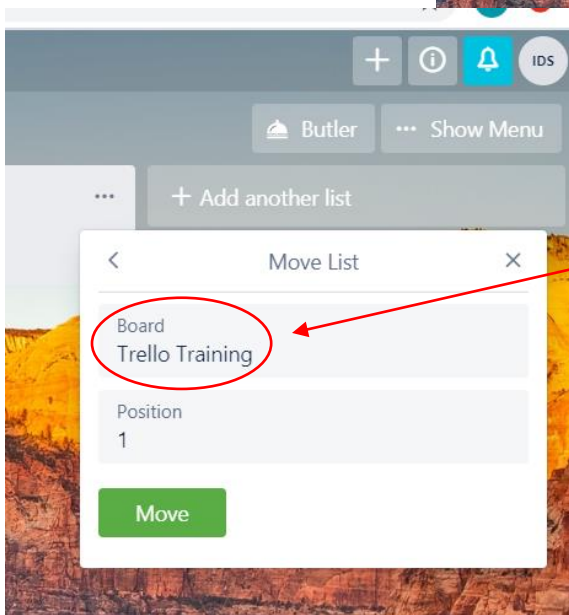 IDS
Butler
··· Show Menu
··· + Add another list
Move List
Board
Trello Training
Position
1
Move